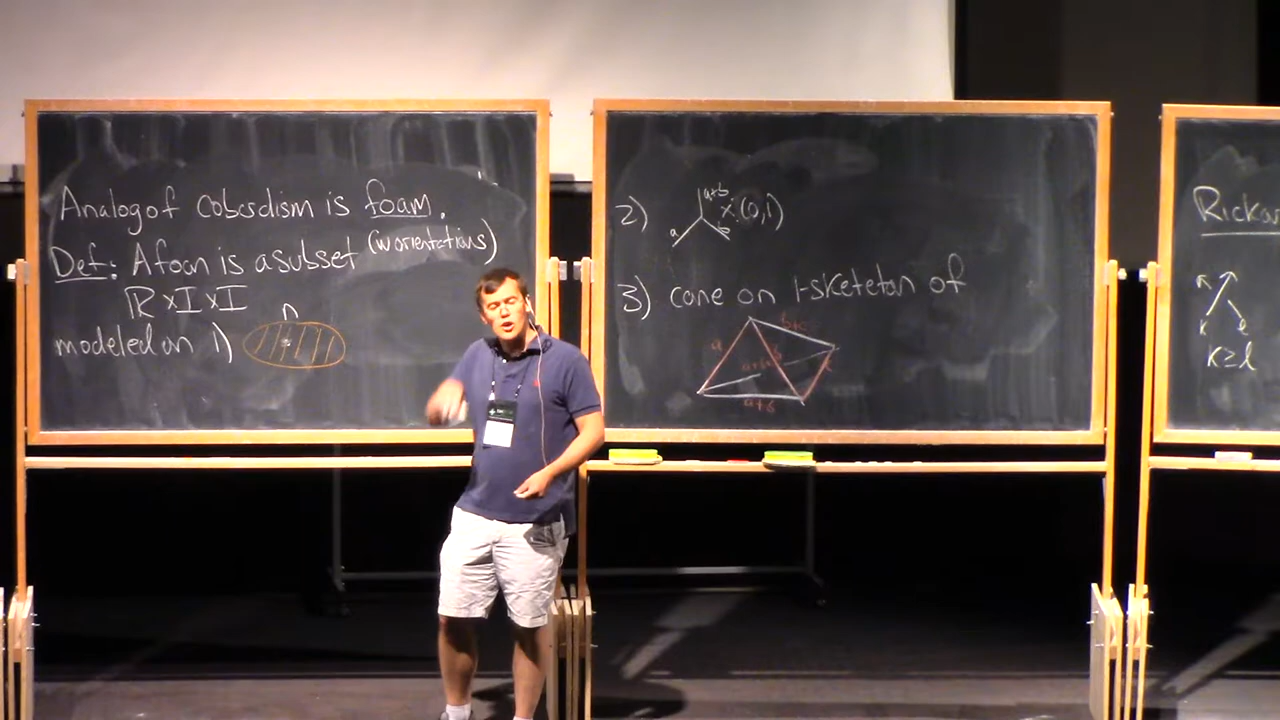 Analog of cobordism is foam.
Def: A foam is a subset (w orientations)
ℝ × I × I
modeled on 1)
n
2) a a+b b × (0,1)
3) cone on 1-skeleton of
a b+c c
a+b
k l
k ≥ l